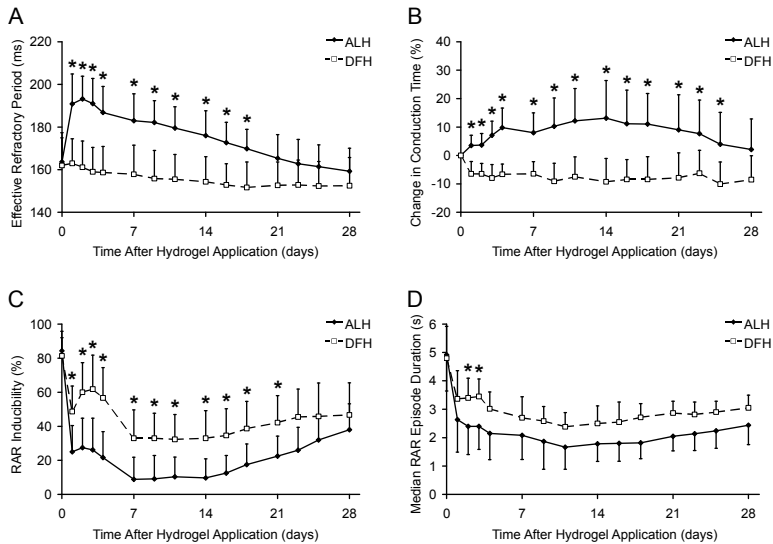 A
220
200
180
160
140
Effective Refractory Period (ms)
ALH
DFH
* * * * * * * * * *
0 7 14 21 28
Time After Hydrogel Application (days)
B
50
40
30
20
10
0
-10
-20
Change in Conduction Time (%)
ALH
DFH
* * * * * * * * * * * * *
0 7 14 21 28
Time After Hydrogel Application (days)
C
100
80
60
40
20
0
RAR Inducibility (%)
ALH
DFH
* * * * * * * * * * * *
0 7 14 21 28
Time After Hydrogel Application (days)
D
6
5
4
3
2
1
0
Median RAR Episode Duration (s)
ALH
DFH
* *
0 7 14 21 28
Time After Hydrogel Application (days)